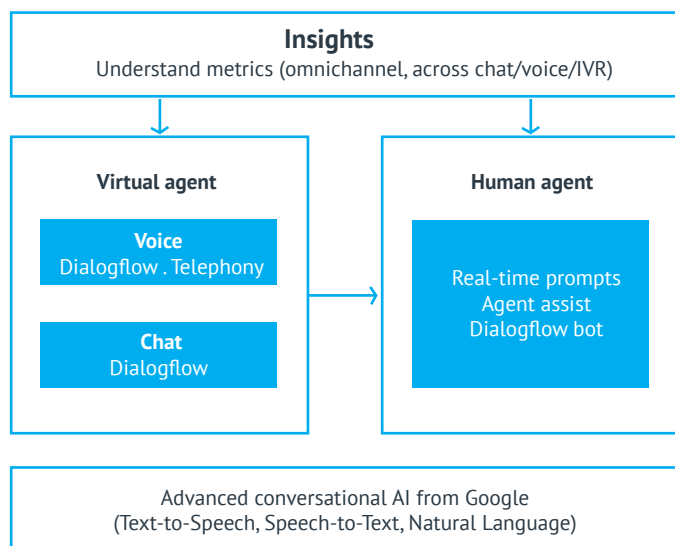 Insights
Understand metrics (omnichannel, across chat/voice/IVR)
Virtual agent
Voice
Dialogflow . Telephony
Chat
Dialogflow
Human agent
Real-time prompts
Agent assist
Dialogflow bot
Advanced conversational AI from Google
(Text-to-Speech, Speech-to-Text, Natural Language)